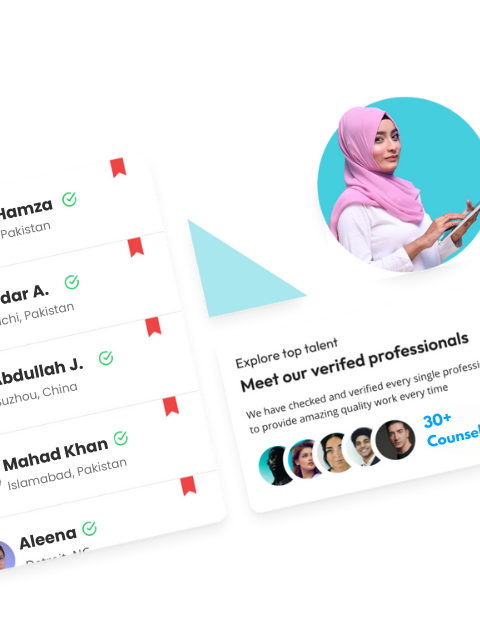 Hamza
Pakistan
dar A.
chi, Pakistan
Abdullah J.
uzhou, China
Mahad Khan
Islamabad, Pakistan
Aleena
Explore top talent
Meet our verifed professionals
We have checked and verified every single professi
to provide amazing quality work every time
30+
Counsel